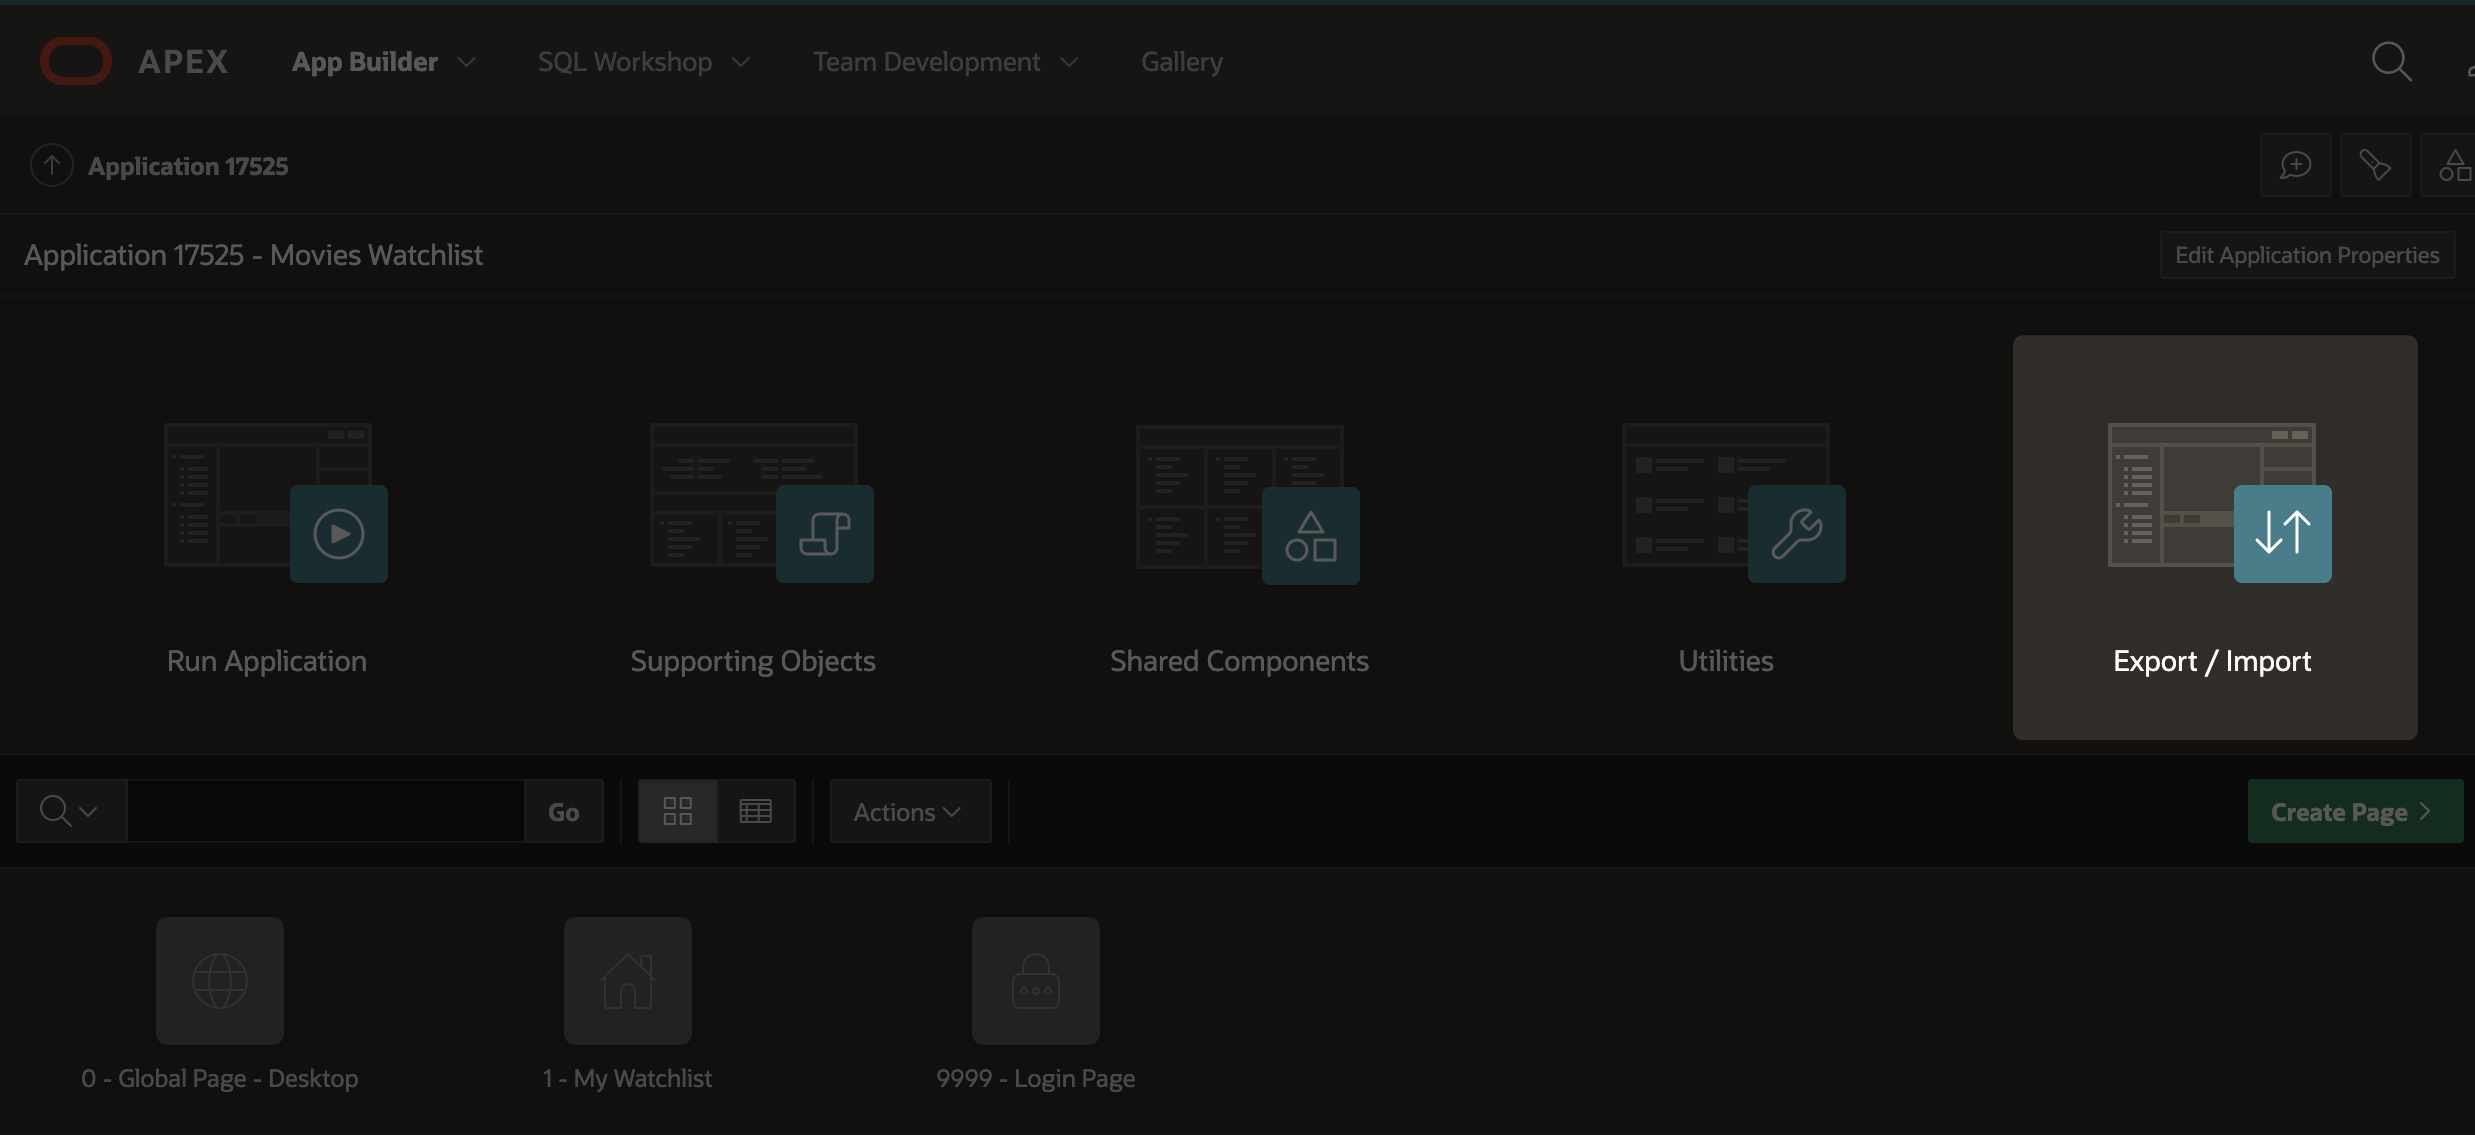 APEX App Builder SQL Workshop Team Development Gallery
Application 17525
Application 17525 - Movies Watchlist Edit Application Properties
Run Application Supporting Objects Shared Components Utilities Export / Import
Go Actions Create Page
0 - Global Page - Desktop 1 - My Watchlist 9999 - Login Page